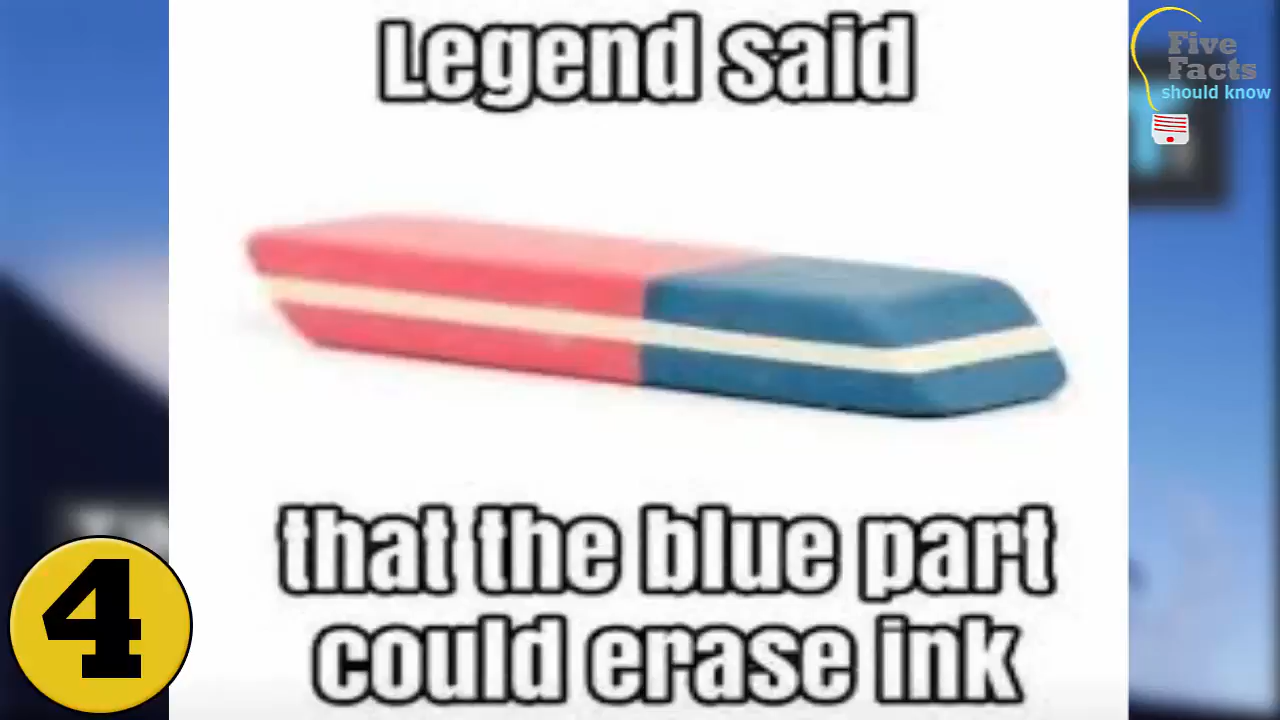 Legend said
Five
Facts
should know
that the blue part
could erase ink
4